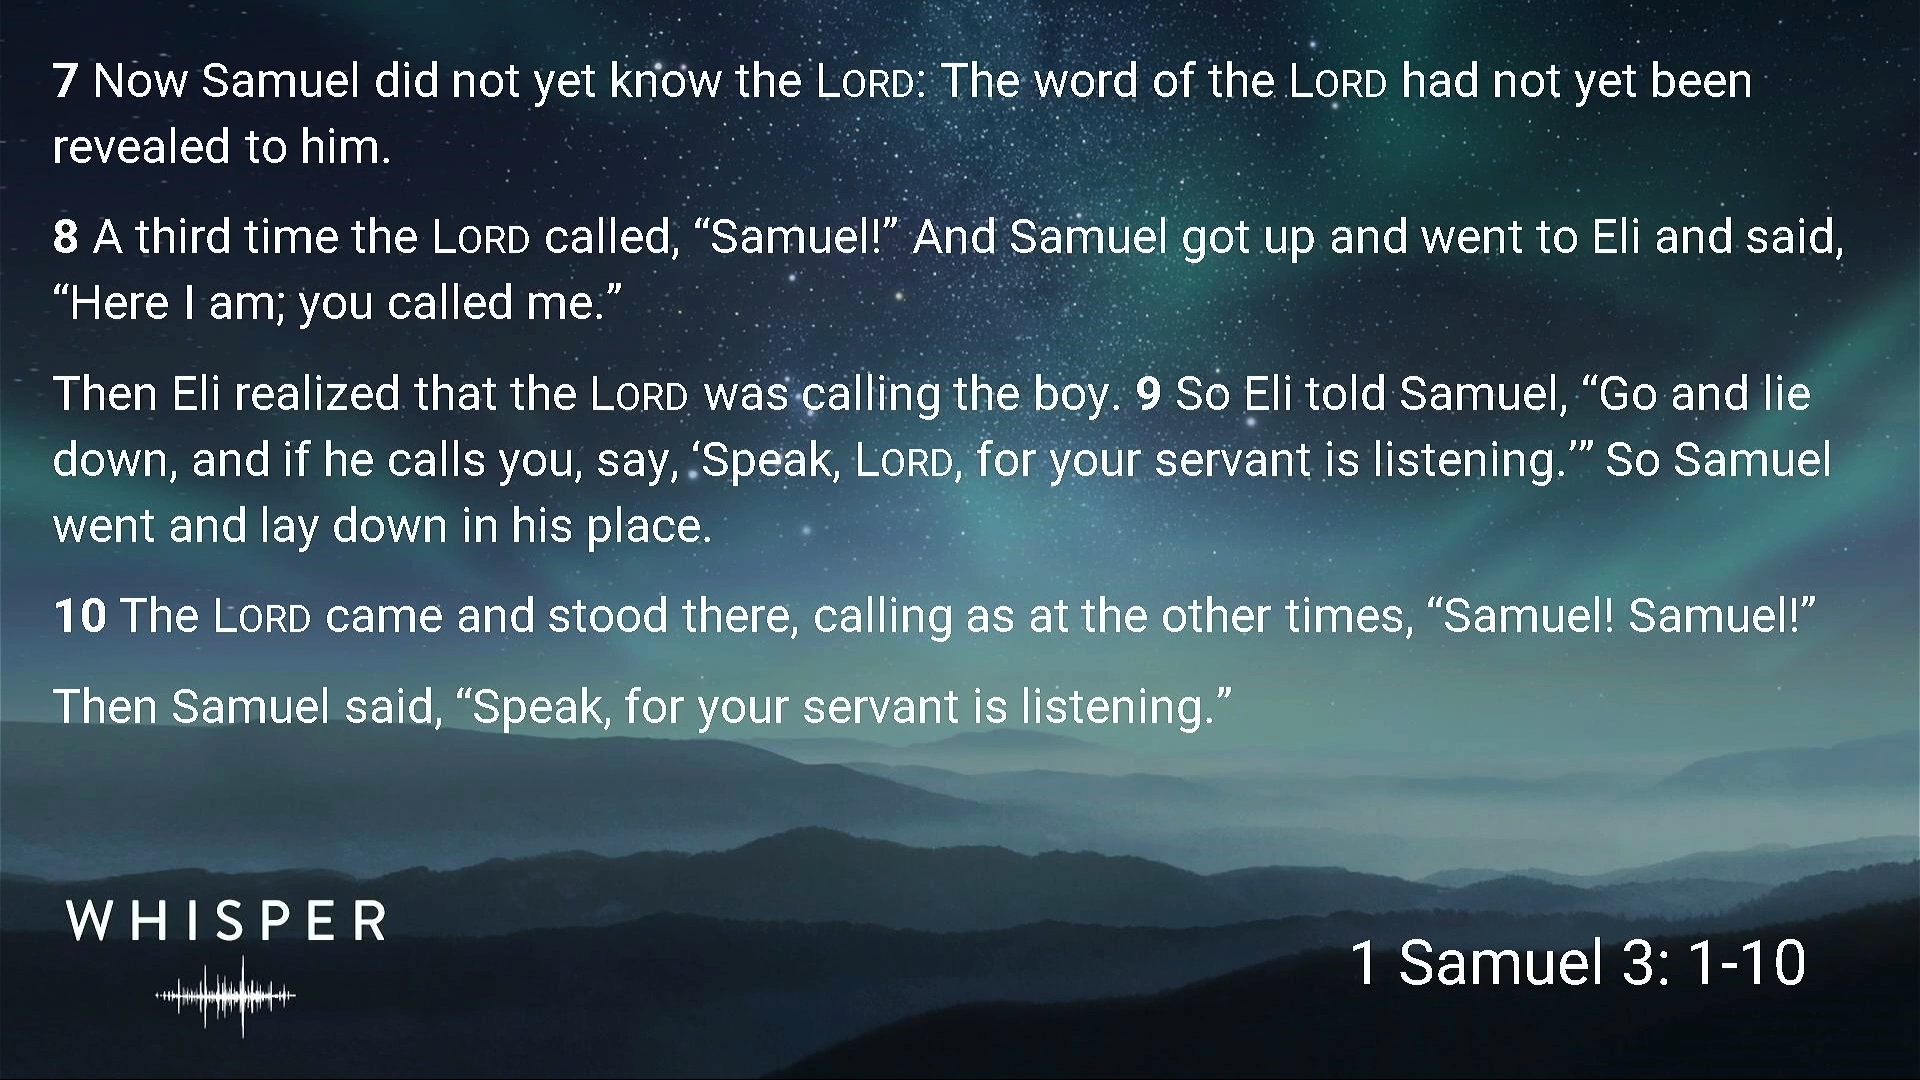 7 Now Samuel did not yet know the LORD: The word of the LORD had not yet been
revealed to him.
8 A third time the LORD called, “Samuel!” And Samuel got up and went to Eli and said,
“Here I am; you called me.”
Then Eli realized that the LORD was calling the boy. 9 So Eli told Samuel, “Go and lie
down, and if he calls you, say, ‘Speak, LORD, for your servant is listening.’” So Samuel
went and lay down in his place.
10 The LORD came and stood there, calling as at the other times, “Samuel! Samuel!”
Then Samuel said, “Speak, for your servant is listening.”
WHISPER
1 Samuel 3: 1-10